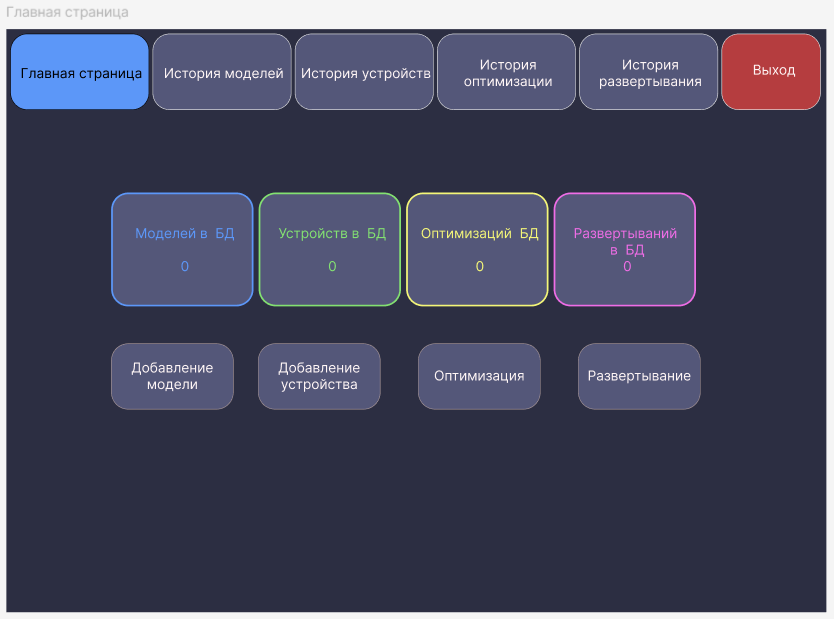 Главная страница
Главная страница
История моделей
История устройств
История
оптимизации
История
развертывания
Выход
Моделей в БД
0
Устройств в БД
0
Оптимизаций БД
0
Развертываний
в БД
0
Добавление
модели
Добавление
устройства
Оптимизация
Развертывание